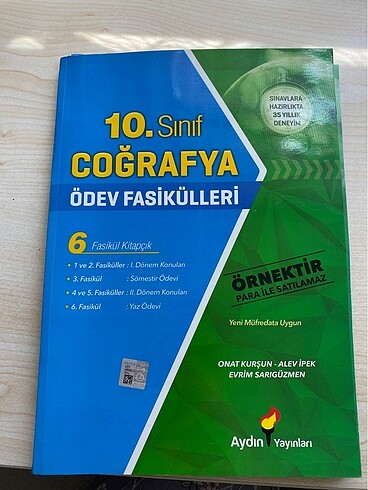 SINAVLARA
HAZIRLIKTA
35 YILLIK
DENEYİM
10. Sınıf
COĞRAFYA
ÖDEV FASİKÜLLERİ
6 Fasikül Kitapçık
• 1 ve 2. Fasiküller : I. Dönem Konuları
• 3. Fasikül : Sömestir Ödevi
• 4 ve 5. Fasiküller : II. Dönem Konuları
• 6. Fasikül : Yaz Ödevi
ÖRNEKTİR
PARA İLE SATILAMAZ
Yeni Müfredata Uygun
ONAT KURŞUN - ALEV İPEK
EVRİM SARIGÜZMEN
Aydın Yayınları